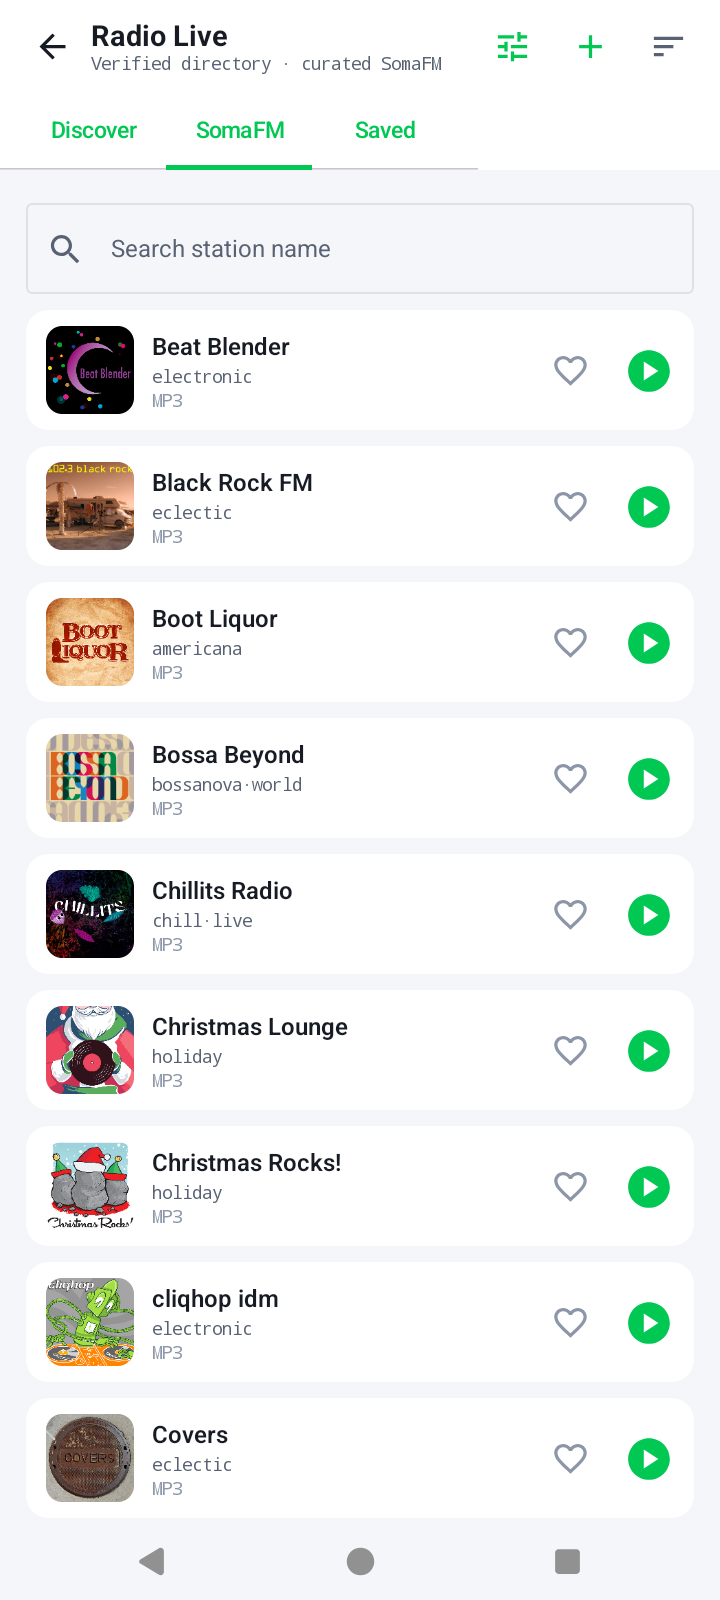 Radio Live
Verified directory · curated SomaFM
Discover
SomaFM
Saved
Search station name
Beat Blender
Beat Blender
electronic
MP3
black rock
Black Rock FM
eclectic
MP3
BOOT
LIQUOR
Boot Liquor
americana
MP3
BOSSA
BEYOND
Bossa Beyond
bossanova·world
MP3
CHILLITS
Chillits Radio
chill·live
MP3
Christmas Lounge
holiday
MP3
Christmas Rocks!
Christmas Rocks!
holiday
MP3
cliqhop
cliqhop idm
electronic
MP3
COVERS
Covers
eclectic
MP3